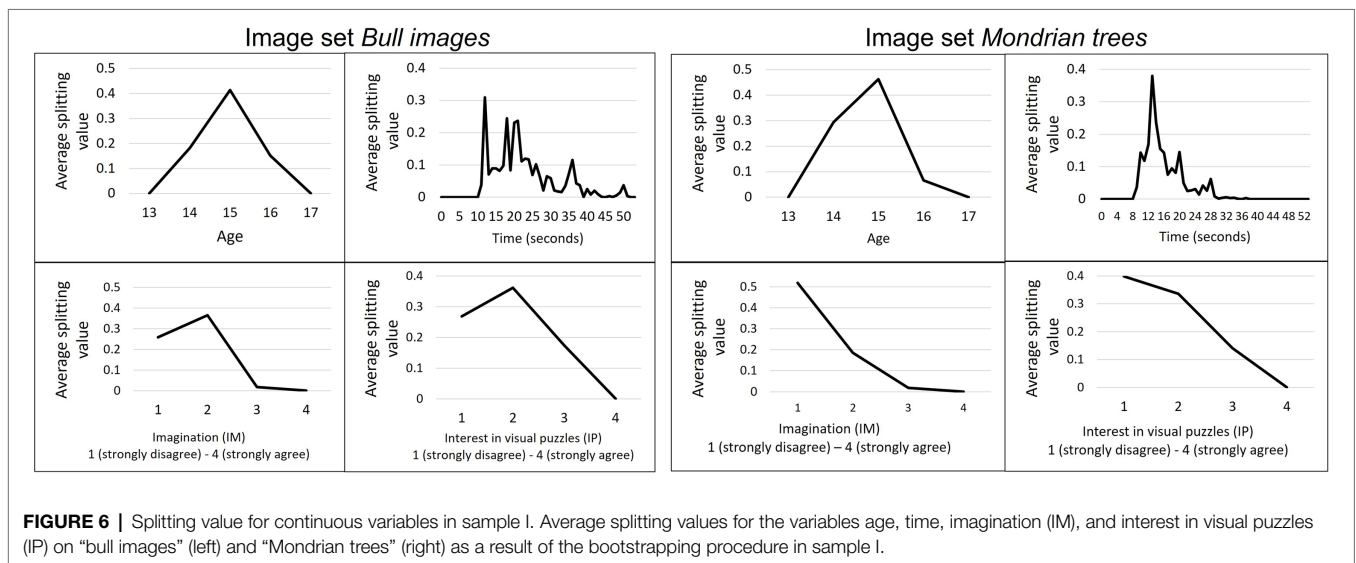 Image set Bull images
Average splitting value
0.5
0.4
0.3
0.2
0.1
0
13 14 15 16 17
Age
Average splitting value
0.4
0.3
0.2
0.1
0
0 5 10 15 20 25 30 35 40 45 50
Time (seconds)
Average splitting value
0.5
0.4
0.3
0.2
0.1
0
1 2 3 4
Imagination (IM)
1 (strongly disagree) - 4 (strongly agree)
Average splitting value
0.4
0.3
0.2
0.1
0
1 2 3 4
Interest in visual puzzles (IP)
1 (strongly disagree) - 4 (strongly agree)
Image set Mondrian trees
Average splitting value
0.5
0.4
0.3
0.2
0.1
0
13 14 15 16 17
Age
Average splitting value
0.4
0.3
0.2
0.1
0
0 4 8 12 16 20 24 28 32 36 40 44 48 52
Time (seconds)
Average splitting value
0.5
0.4
0.3
0.2
0.1
0
1 2 3 4
Imagination (IM)
1 (strongly disagree) – 4 (strongly agree)
Average splitting value
0.4
0.3
0.2
0.1
0
1 2 3 4
Interest in visual puzzles (IP)
1 (strongly disagree) - 4 (strongly agree)
FIGURE 6 | Splitting value for continuous variables in sample I. Average splitting values for the variables age, time, imagination (IM), and interest in visual puzzles
(IP) on “bull images” (left) and “Mondrian trees” (right) as a result of the bootstrapping procedure in sample I.